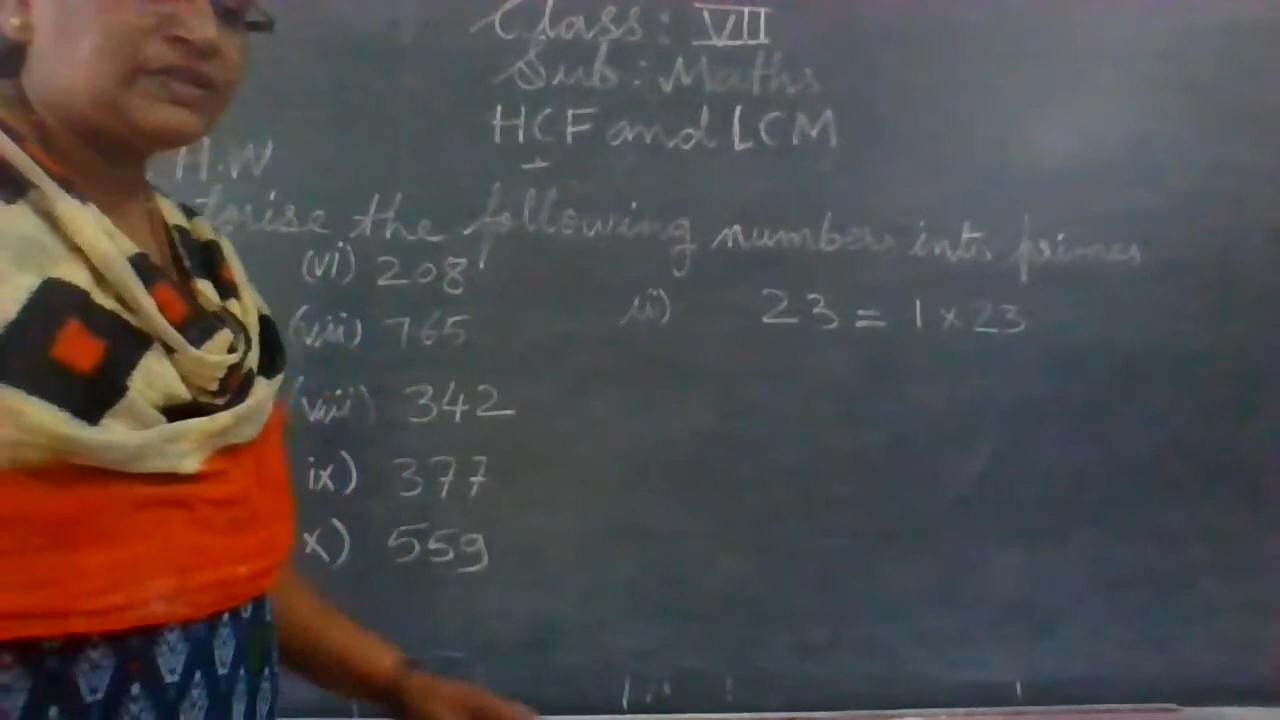 Class: VII
Sub: Maths
HCF and LCM
H.W
torise the following numbers into primes
(vi) 208
ii) 23 = 1 x 23
(vii) 765
(viii) 342
ix) 377
x) 559